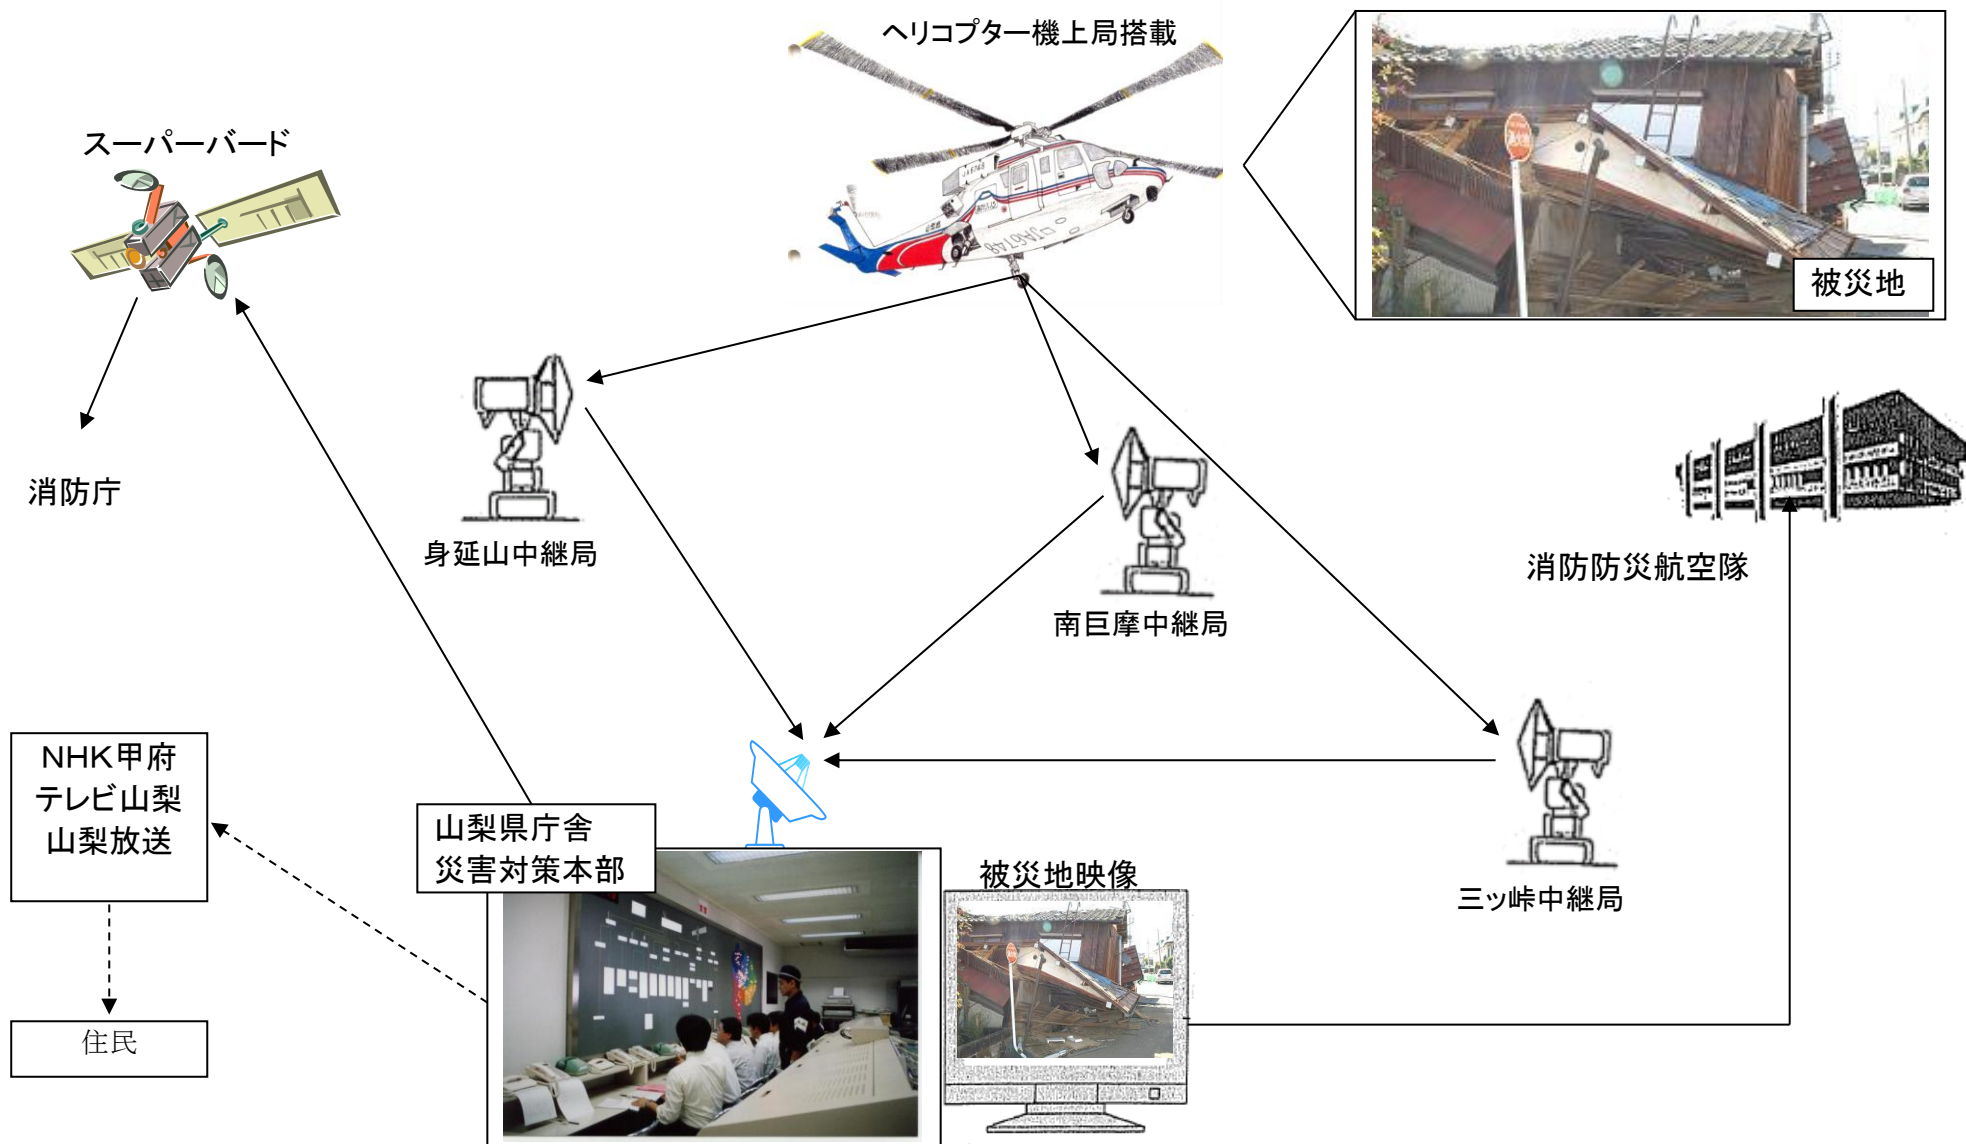 ヘリコプター機上局搭載
スーパーバード
被災地
消防庁
身延山中継局
消防防災航空隊
南巨摩中継局
NHK甲府
テレビ山梨
山梨放送
山梨県庁舎
災害対策本部
被災地映像
三ッ峠中継局
住民
JA6748